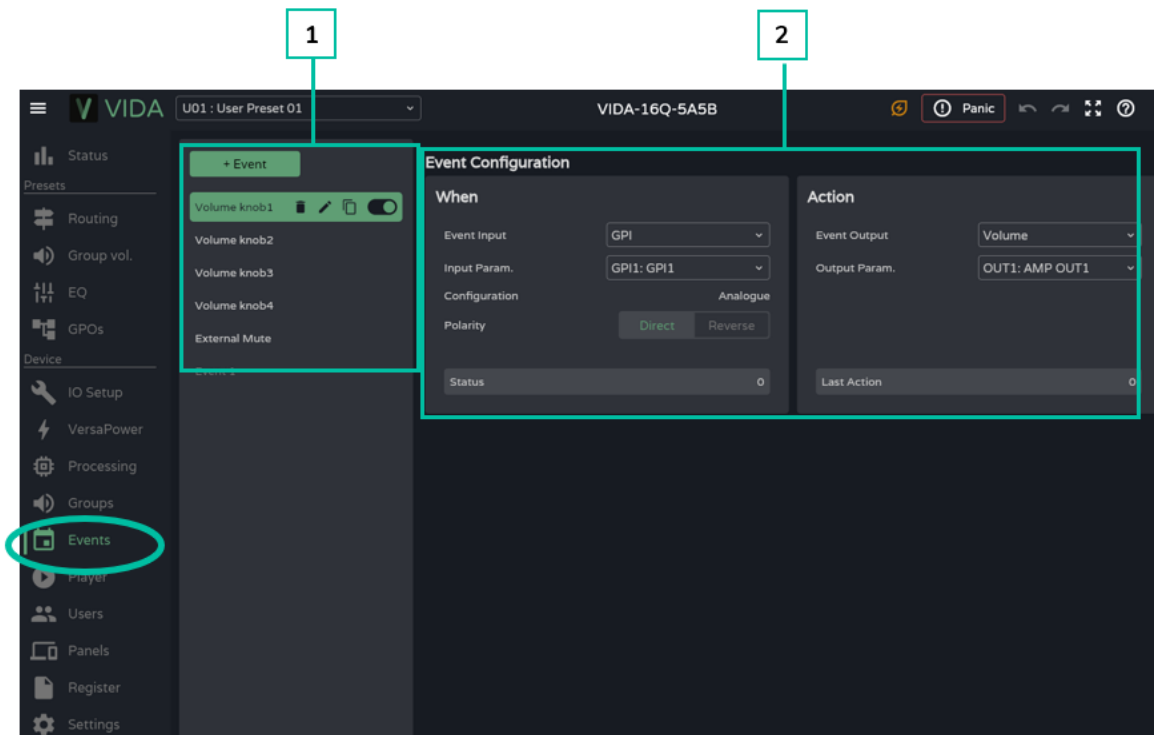 1
2
VIDA
U01 : User Preset 01
VIDA-16Q-5A5B
Panic
Status
Presets
Routing
Group vol.
EQ
GPOs
Device
IO Setup
VersaPower
Processing
Groups
Events
Player
Users
Panels
Register
Settings
+ Event
Volume knob1
Volume knob2
Volume knob3
Volume knob4
External Mute
Event Configuration
When
Event Input GPI
Input Param. GPI1: GPI1
Configuration Analogue
Polarity Direct Reverse
Status 0
Action
Event Output Volume
Output Param. OUT1: AMP OUT1
Last Action 0